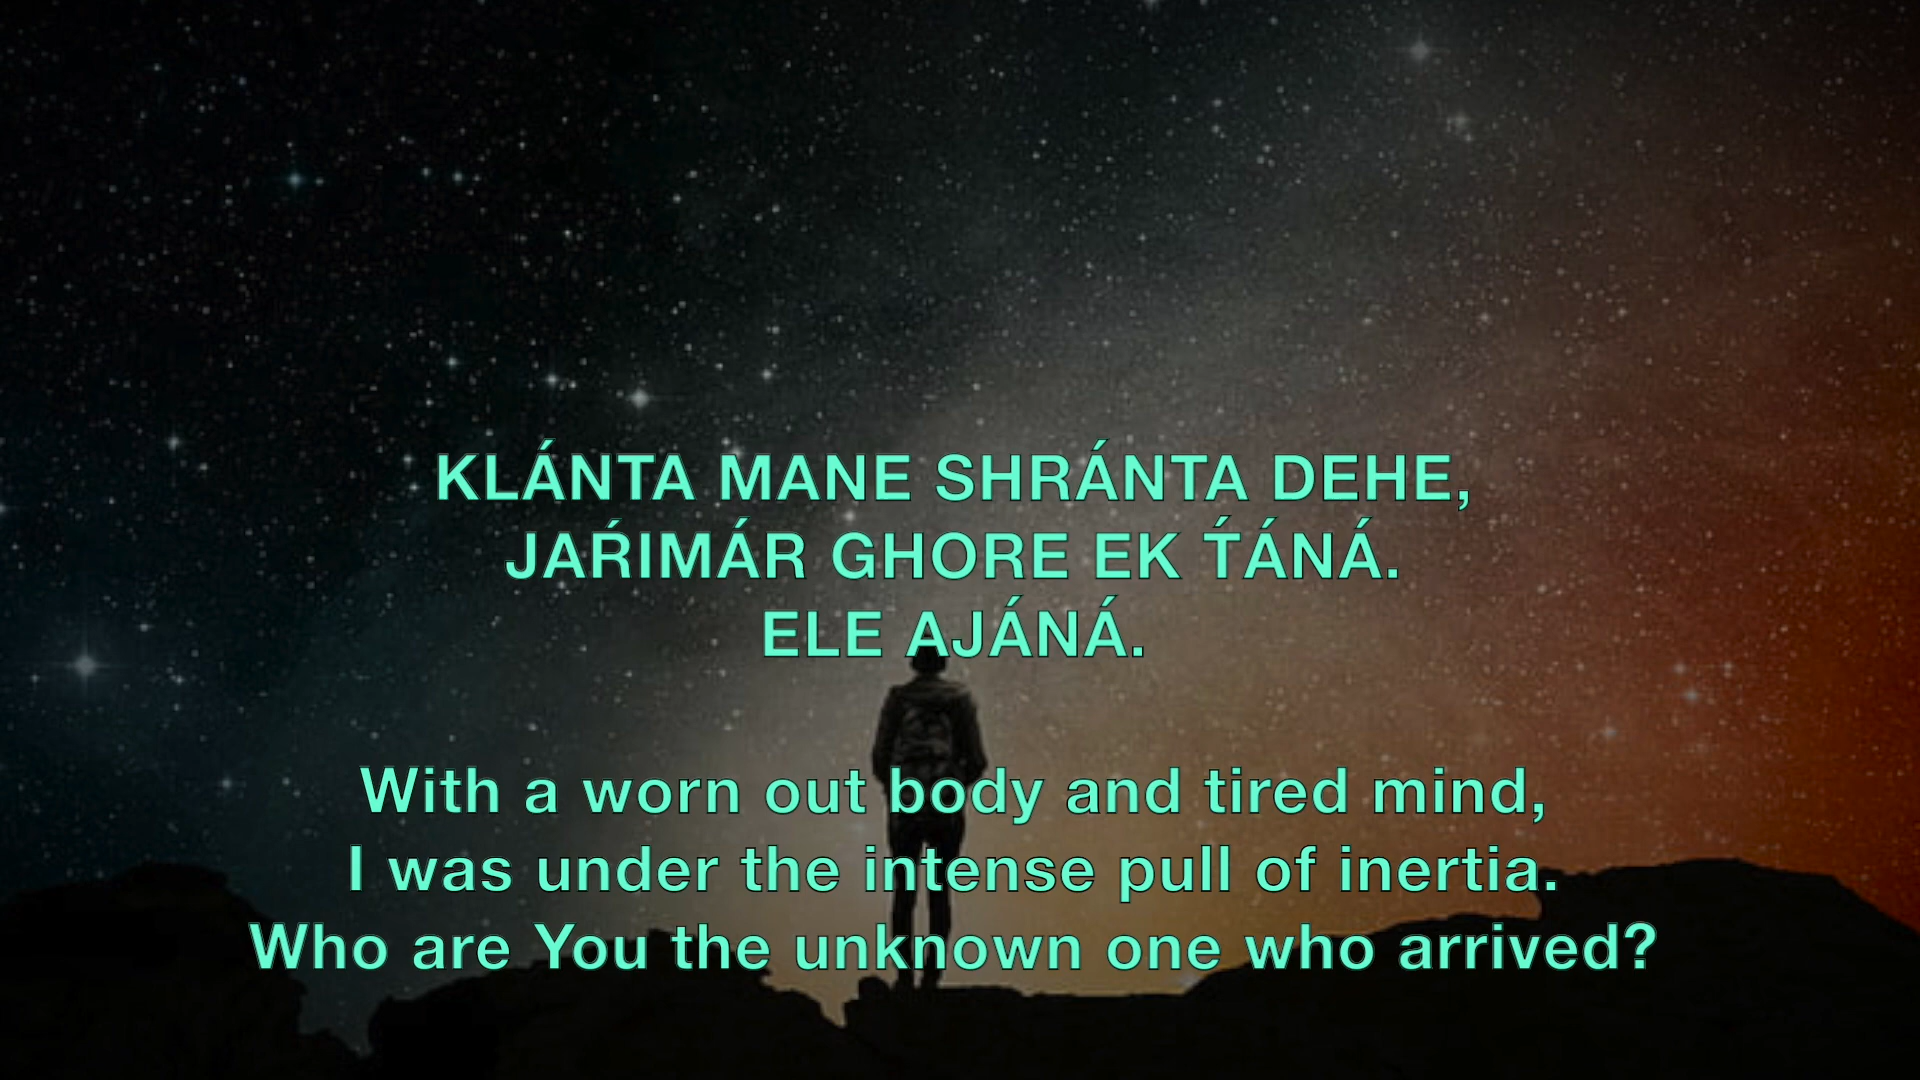 KLÁNTA MANE SHRÁNTA DEHE,
JAŔIMÁR GHORE EK T́ÁNÁ.
ELE AJÁNÁ.
With a worn out body and tired mind,
I was under the intense pull of inertia.
Who are You the unknown one who arrived?